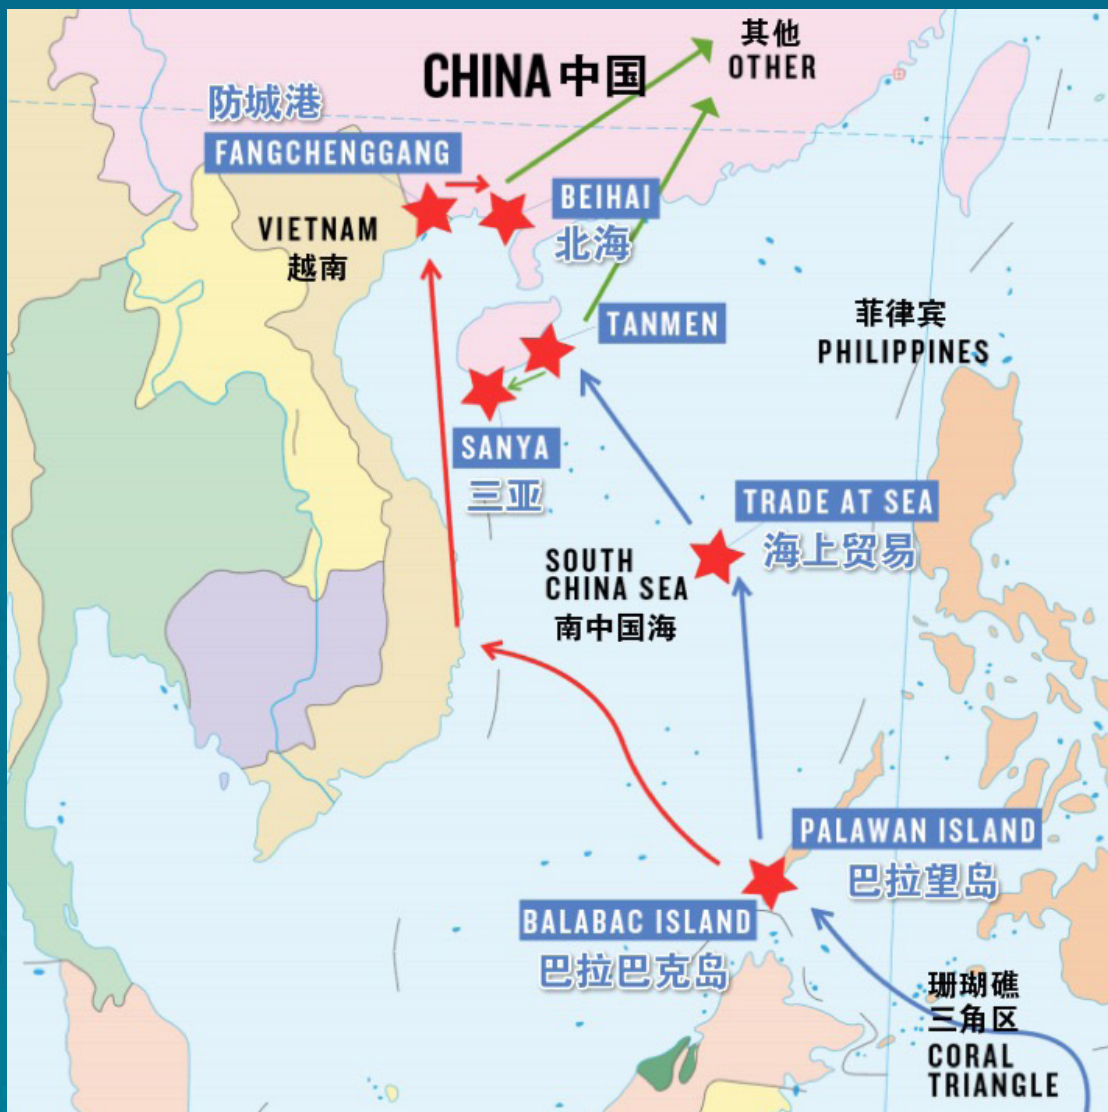 其他
OTHER
CHINA 中国
防城港
FANGCHENGGANG
BEIHAI
北海
VIETNAM
越南
TANMEN
菲律宾
PHILIPPINES
SANYA
三亚
TRADE AT SEA
海上贸易
SOUTH
CHINA SEA
南中国海
PALAWAN ISLAND
巴拉望岛
BALABAC ISLAND
巴拉巴克岛
珊瑚礁
三角区
CORAL
TRIANGLE